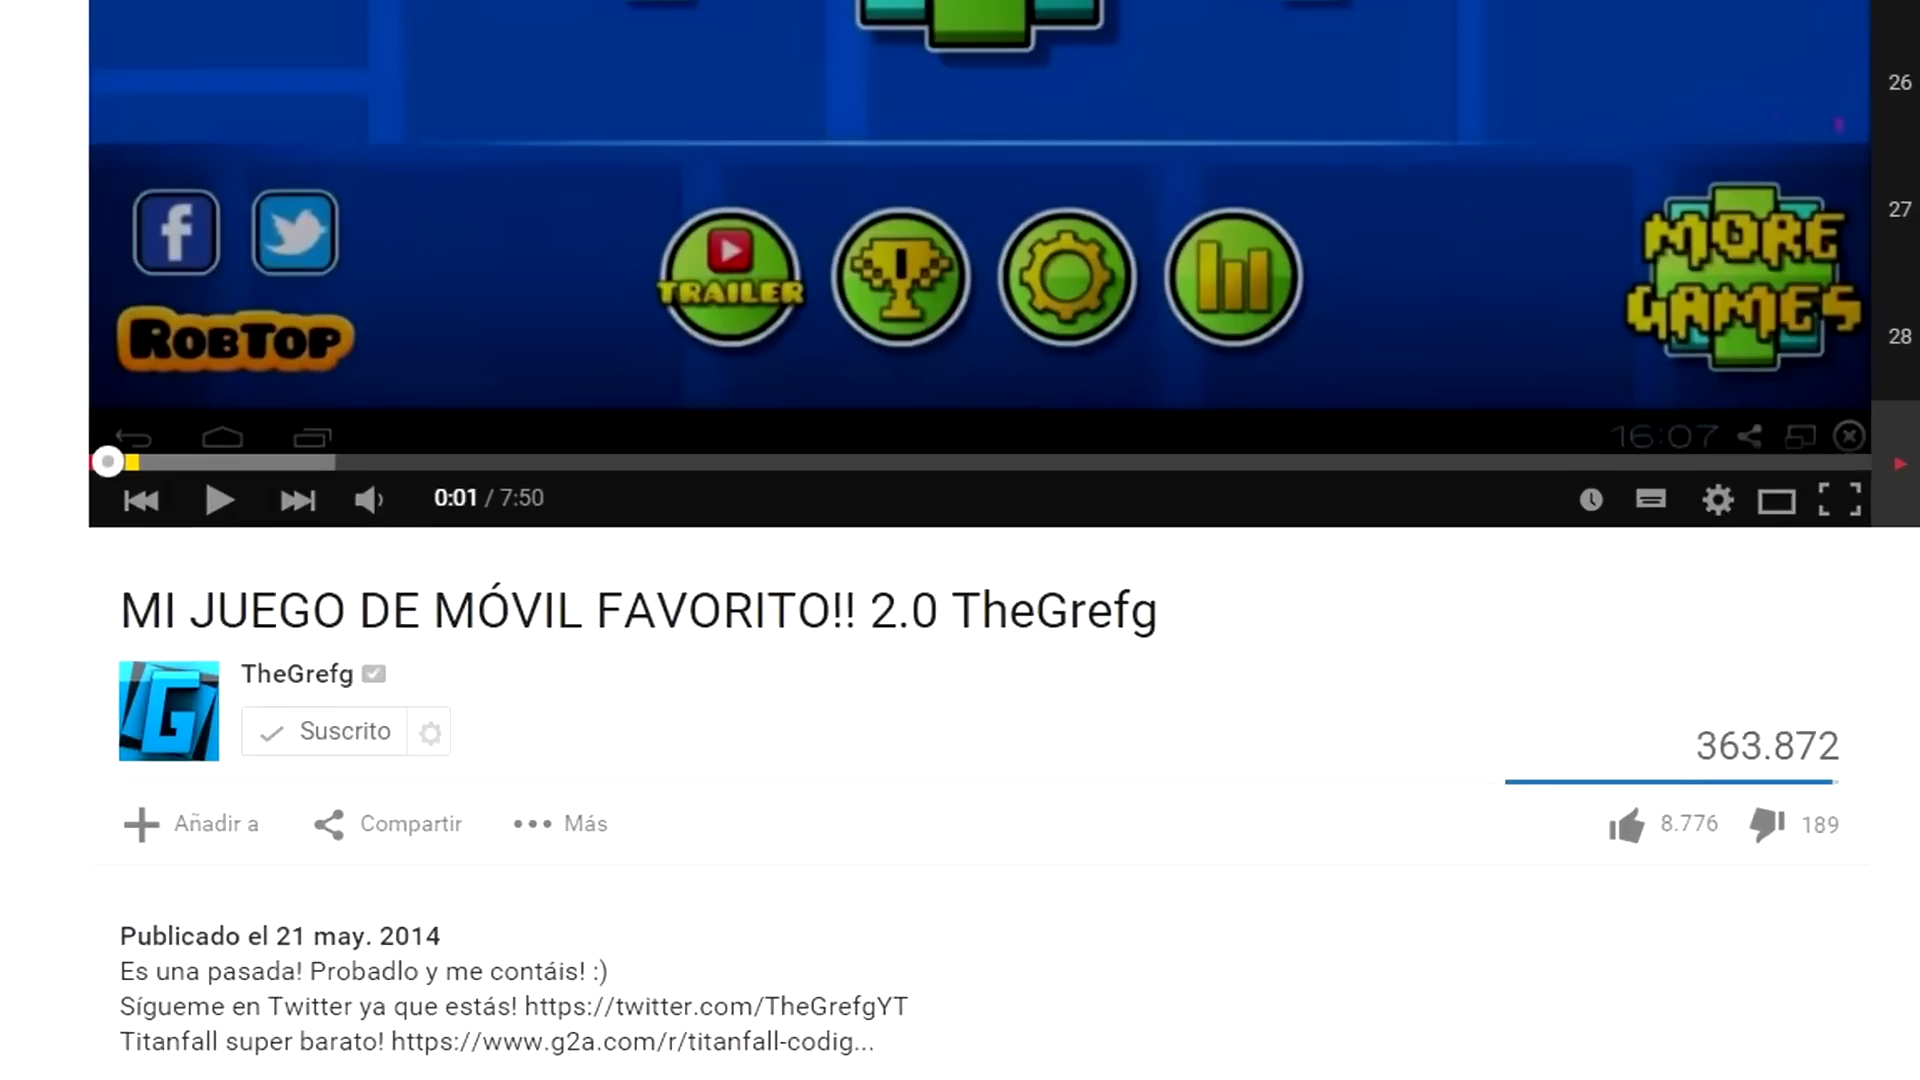 26
27
28
f
TRAILER
MORE
GAMES
RobTop
16:07
0:01 / 7:50
MI JUEGO DE MÓVIL FAVORITO!! 2.0 TheGrefg
G
TheGrefg
Suscrito
363.872
Añadir a
Compartir
Más
8.776
189
Publicado el 21 may. 2014
Es una pasada! Probadlo y me contáis! :)
Sígueme en Twitter ya que estás! https://twitter.com/TheGrefgYT
Titanfall super barato! https://www.g2a.com/r/titanfall-codig...